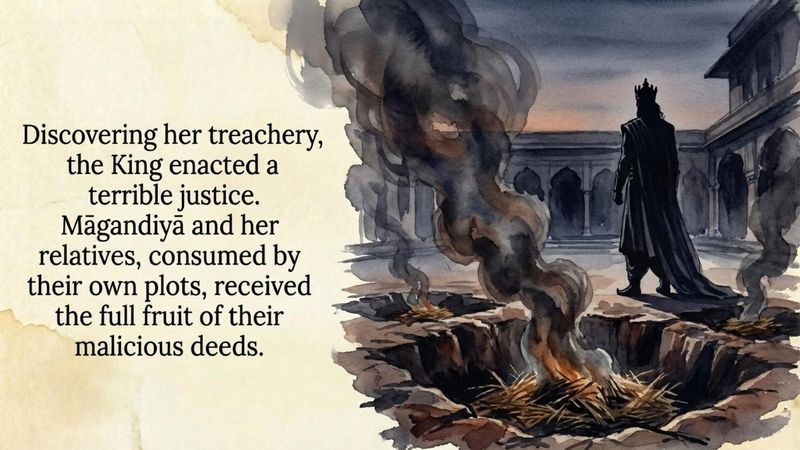 Discovering her treachery,
the King enacted a
terrible justice.
Māgandiyā and her
relatives, consumed by
their own plots, received
the full fruit of their
malicious deeds.